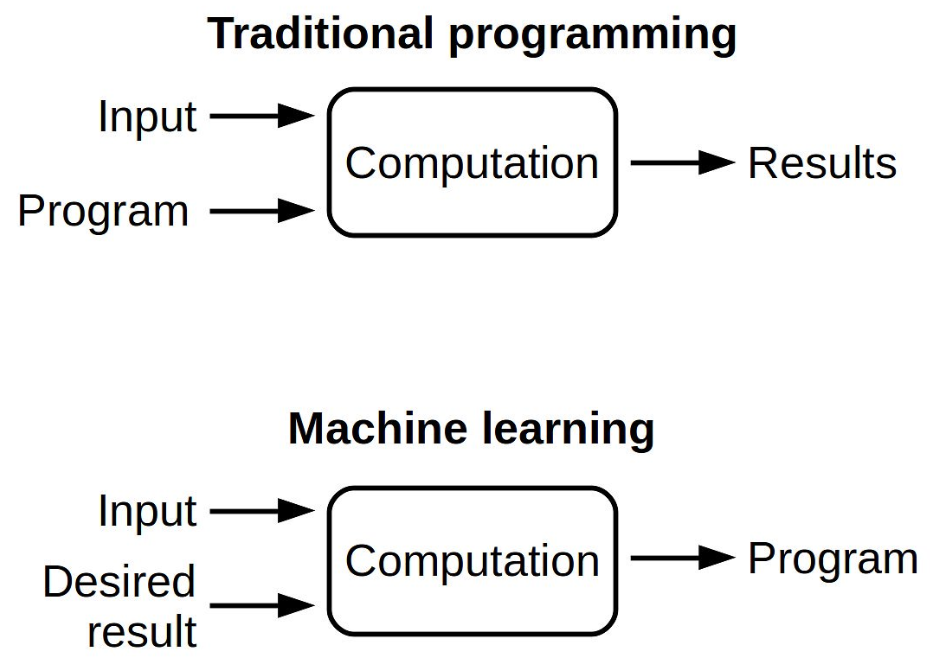 Traditional programming
Input
Computation
Results
Program
Machine learning
Input
Computation
Program
Desired
result